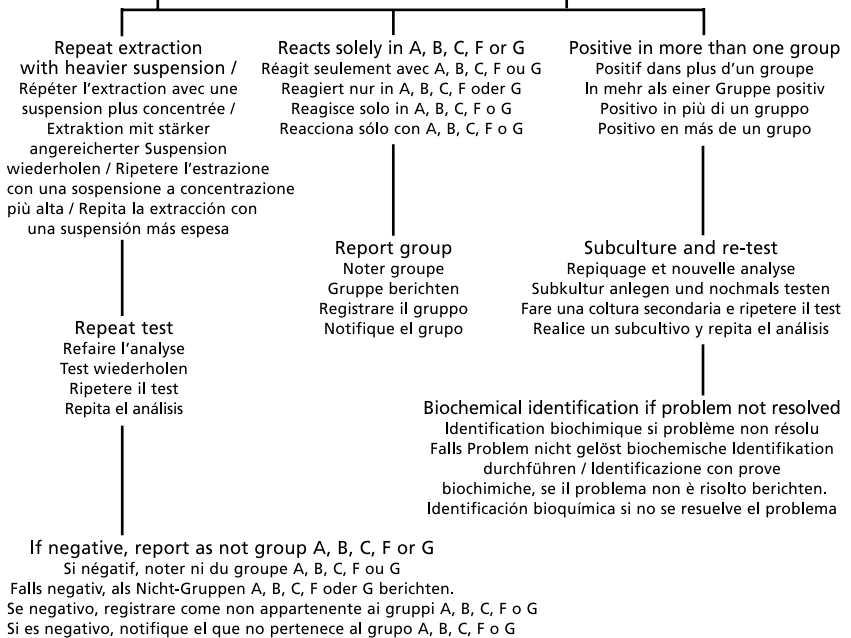 Repeat extraction
with heavier suspension /
Répéter l'extraction avec une
suspension plus concentrée /
Extraktion mit stärker
angereicherter Suspension
wiederholen / Ripetere l'estrazione
con una sospensione a concentrazione
più alta / Repita la extracción con
una suspensión más espesa
Repeat test
Refaire l'analyse
Test wiederholen
Ripetere il test
Repita el análisis
If negative, report as not group A, B, C, F or G
Si négatif, noter ni du groupe A, B, C, F ou G
Falls negativ, als Nicht-Gruppen A, B, C, F oder G berichten.
Se negativo, registrare come non appartenente ai gruppi A, B, C, F o G
Si es negativo, notifique el que no pertenece al grupo A, B, C, F o G
Reacts solely in A, B, C, F or G
Réagit seulement avec A, B, C, F ou G
Reagiert nur in A, B, C, F oder G
Reagisce solo in A, B, C, F o G
Reacciona sólo con A, B, C, F o G
Report group
Noter groupe
Gruppe berichten
Registrare il gruppo
Notifique el grupo
Positive in more than one group
Positif dans plus d'un groupe
In mehr als einer Gruppe positiv
Positivo in più di un gruppo
Positivo en más de un grupo
Subculture and re-test
Repiquage et nouvelle analyse
Subkultur anlegen und nochmals testen
Fare una coltura secondaria e ripetere il test
Realice un subcultivo y repita el análisis
Biochemical identification if problem not resolved
Identification biochimique si problème non résolu
Falls Problem nicht gelöst biochemische Identifikation
durchführen / Identificazione con prove
biochimiche, se il problema non è risolto berichten.
Identificación bioquímica si no se resuelve el problema